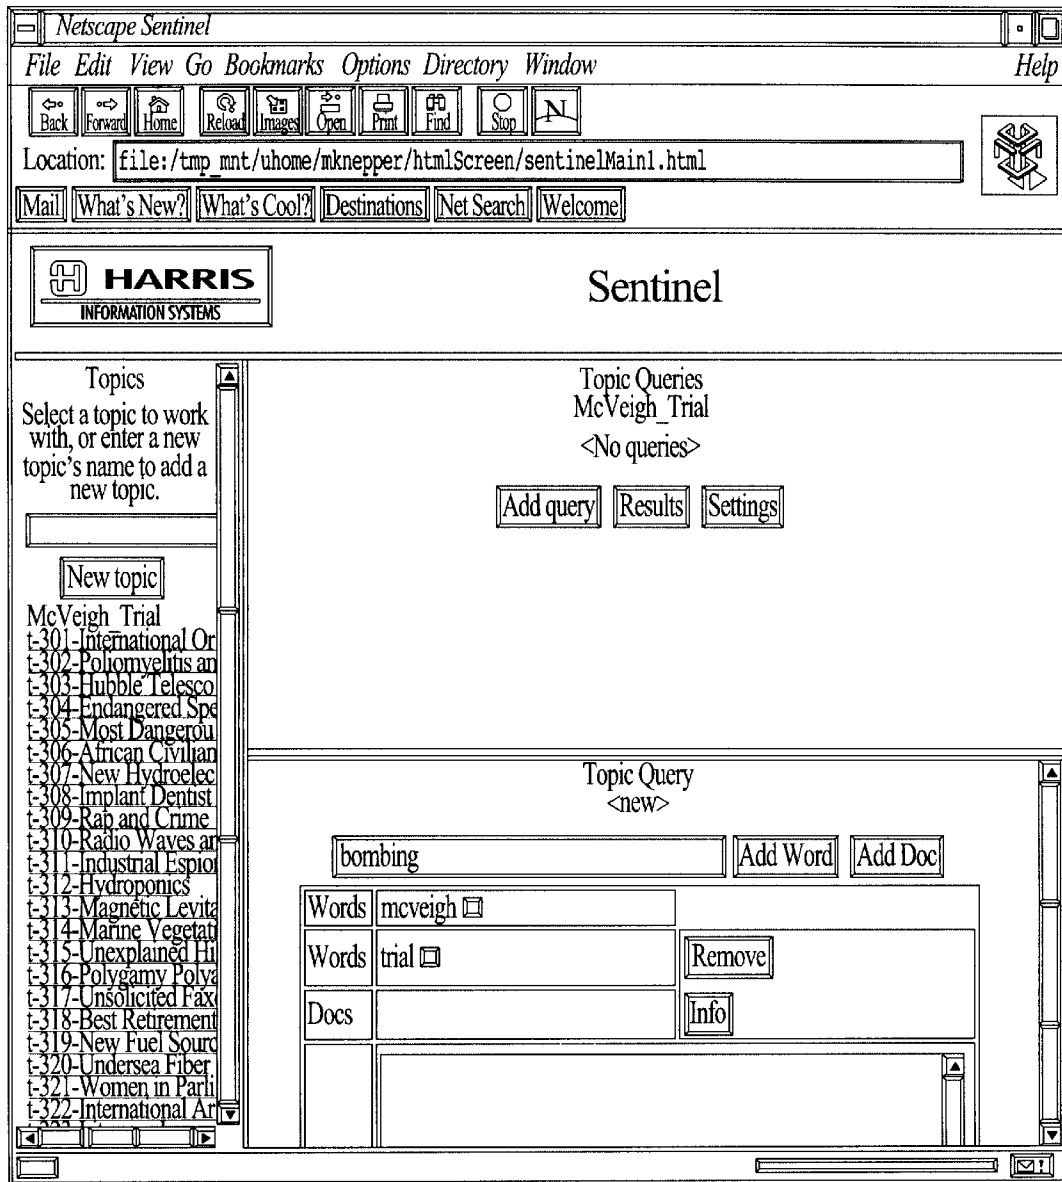 Netscape Sentinel
File Edit View Go Bookmarks Options Directory Window Help
Back Forward Home Reload Images Open Print Find Stop N
Location: file:/tmp_mnt/uhome/mknepper/htmlScreen/sentinelMain1.html
Mail What's New? What's Cool? Destinations Net Search Welcome
HARRIS
INFORMATION SYSTEMS
Sentinel
Topics
Select a topic to work
with, or enter a new
topic's name to add a
new topic.
New topic
McVeigh_Trial
t-301-International Or
t-302-Poliomyelitis an
t-303-Hubble Telesco
t-304-Endangered Spe
t-305-Most Dangerou
t-306-African Civilian
t-307-New Hydroelec
t-308-Implant Dentist
t-309-Rap and Crime
t-310-Radio Waves an
t-311-Industrial Espion
t-312-Hydroponics
t-313-Magnetic Levita
t-314-Marine Vegetati
t-315-Unexplained Hi
t-316-Polygamy Polya
t-317-Unsolicited Faxe
t-318-Best Retirement
t-319-New Fuel Sourc
t-320-Undersea Fiber
t-321-Women in Parli
t-322-International Ar
Topic Queries
McVeigh_Trial
<No queries>
Add query Results Settings
Topic Query
<new>
bombing Add Word Add Doc
Words mcveigh
Words trial Remove
Docs Info